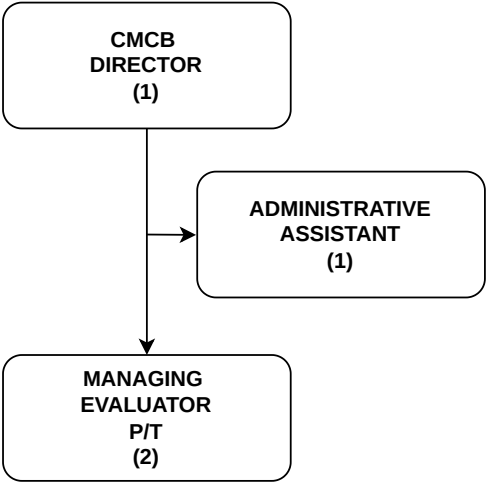 CMCB
DIRECTOR
(1)
ADMINISTRATIVE
ASSISTANT
(1)
MANAGING
EVALUATOR
P/T
(2)